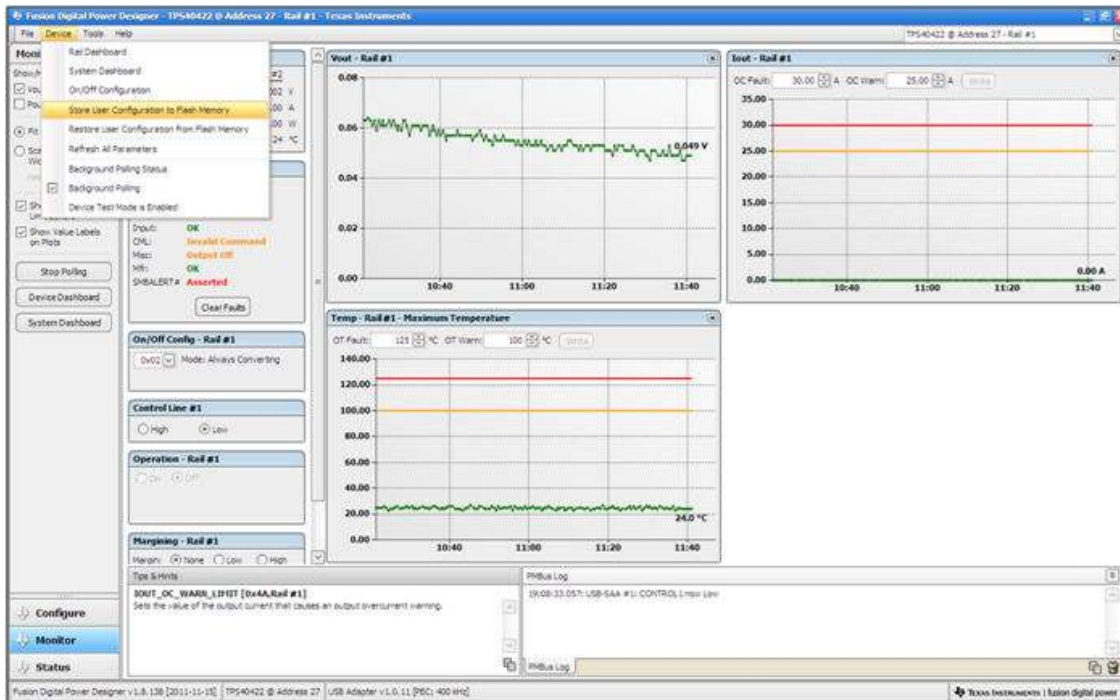 Fusion Digital Power Designer - TPS40422 @ Address 27 - Rail #1 - Texas Instruments
File Device Tools Help
TPS40422 @ Address 27 - Rail #1
Rail Dashboard
System Dashboard
On/Off Configuration
Store User Configuration to Flash Memory
Restore User Configuration from Flash Memory
Refresh All Parameters
Background Polling Status
Background Polling
Device Test Mode is Enabled
Show Value Labels
on Plots
Stop Polling
Device Dashboard
System Dashboard
#2
Input: OK
CML: Invalid Command
Misc: Output Off
Mfr: OK
SMBALERT# Asserted
Clear Faults
On/Off Config - Rail #1
0x02 Mode: Always Converting
Control Line #1
High Low
Operation - Rail #1
On Off
Margining - Rail #1
Margin: None Low High
Vout - Rail #1
0.08
0.06
0.049 V
0.04
0.02
0.00
10:40 11:00 11:20 11:40
Iout - Rail #1
OC Fault: 30.00 A OC Warn: 25.00 A Write
35.00
30.00
25.00
20.00
15.00
10.00
5.00
0.00 A
0.00
10:40 11:00 11:20 11:40
Temp - Rail #1 - Maximum Temperature
OT Fault: 125 °C OT Warn: 100 °C Write
140.00
120.00
100.00
80.00
60.00
40.00
20.00
24.0 °C
0.00
10:40 11:00 11:20 11:40
Tips & Hints
IOUT_OC_WARN_LIMIT [0x4A,Rail #1]
Sets the value of the output current that causes an output overcurrent warning.
PMBus Log
19:08:33.057: USB-SAA #1: CONTROL1 now Low
PMBus Log
Configure
Monitor
Status
Fusion Digital Power Designer v1.8.138 [2011-11-15] TPS40422 @ Address 27 USB Adapter v1.0.11 [PEC; 400 kHz]
TEXAS INSTRUMENTS | fusion digital power